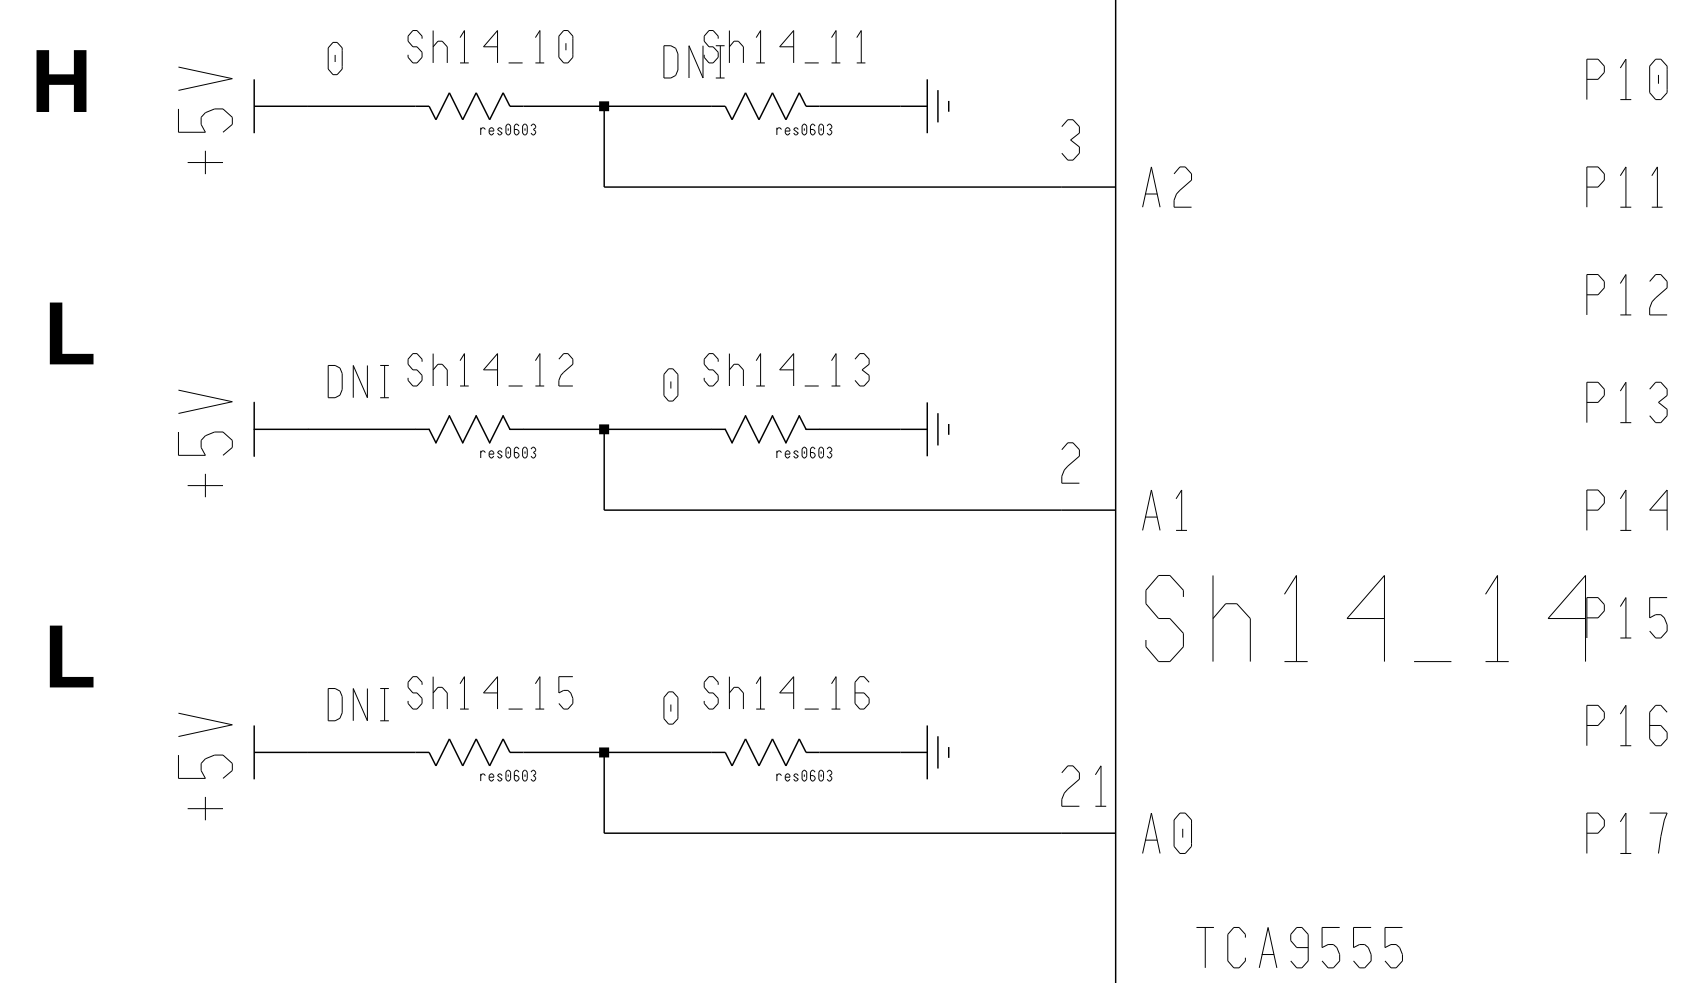 H
+5V
0
Sh14_10
DNI
Sh14_11
res0603
res0603
3
A2
P10
P11
P12
L
+5V
DNI
Sh14_12
0
Sh14_13
res0603
res0603
2
A1
P13
P14
Sh14_14
P15
L
+5V
DNI
Sh14_15
0
Sh14_16
res0603
res0603
21
A0
P16
P17
TCA9555